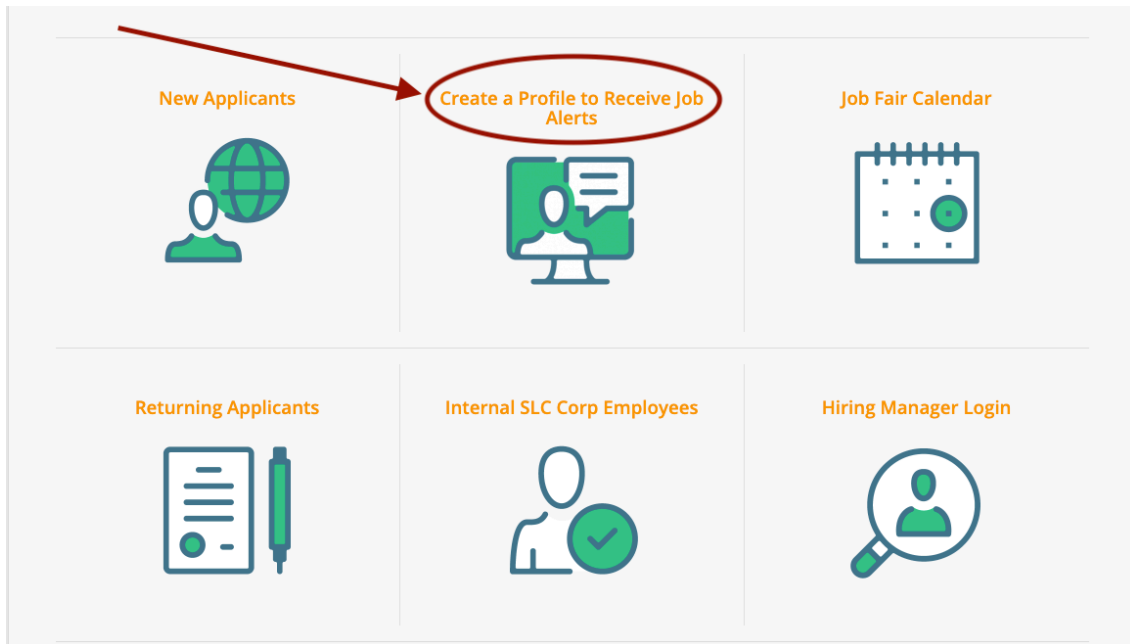 New Applicants
Create a Profile to Receive Job
Alerts
Job Fair Calendar
Returning Applicants
Internal SLC Corp Employees
Hiring Manager Login